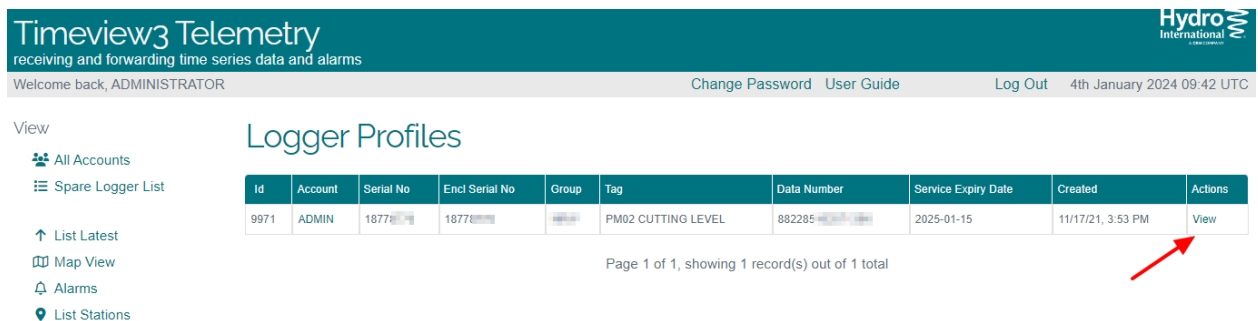 Timeview3 Telemetry
receiving and forwarding time series data and alarms
Hydro
International
Welcome back, ADMINISTRATOR
Change Password User Guide Log Out 4th January 2024 09:42 UTC
View
All Accounts
Spare Logger List
List Latest
Map View
Alarms
List Stations
Logger Profiles
Id Account Serial No Encl Serial No Group Tag Data Number Service Expiry Date Created Actions
9971 ADMIN 18778 18778 PM02 CUTTING LEVEL 882285 2025-01-15 11/17/21, 3:53 PM View
Page 1 of 1, showing 1 record(s) out of 1 total